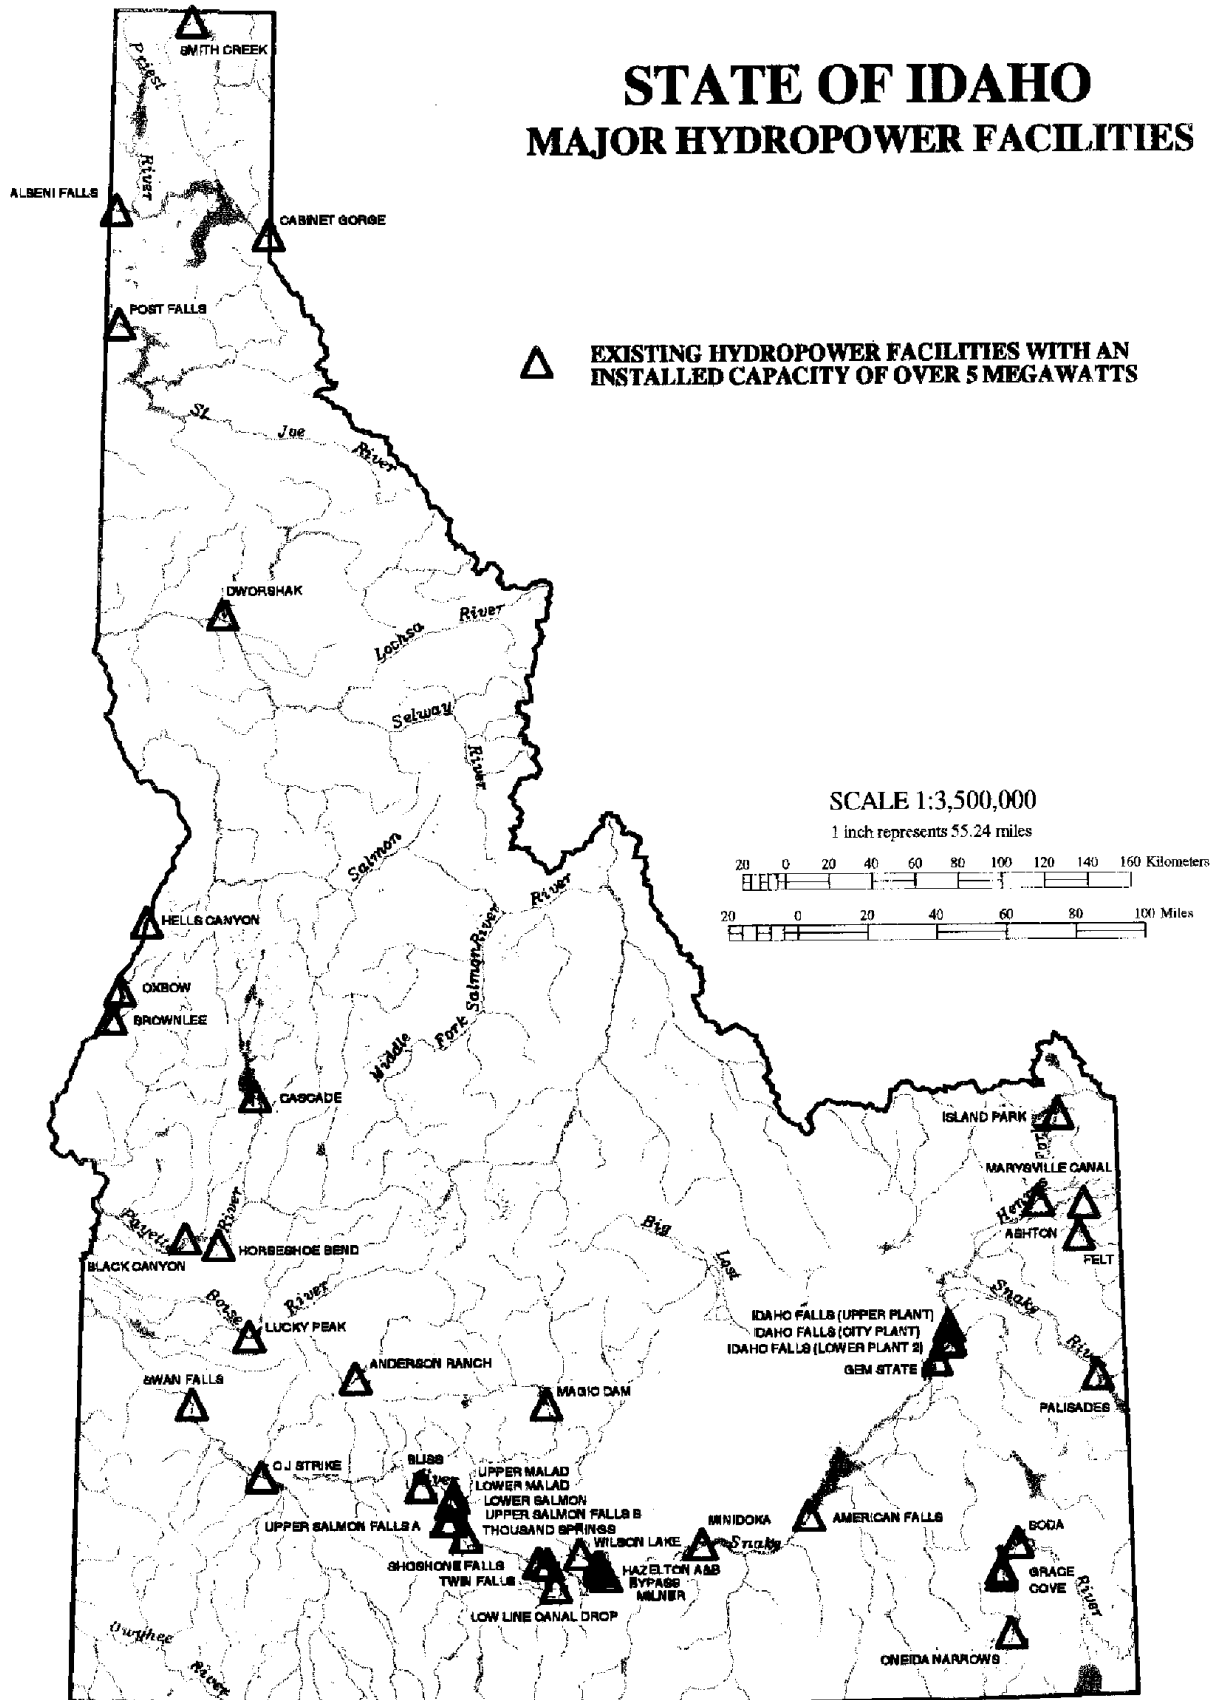 STATE OF IDAHO
MAJOR HYDROPOWER FACILITIES
SMITH CREEK
Priest
River
ALBENI FALLS
CABINET GORGE
POST FALLS
EXISTING HYDROPOWER FACILITIES WITH AN
INSTALLED CAPACITY OF OVER 5 MEGAWATTS
St.
Joe
River
DWORSHAK
Lochsa
River
Selway
River
SCALE 1:3,500,000
1 inch represents 55.24 miles
20 0 20 40 60 80 100 120 140 160 Kilometers
20 0 20 40 60 80 100 Miles
Salmon
River
HELLS CANYON
OXBOW
BROWNLEE
Middle
Fork
Salmon
River
CASCADE
ISLAND PARK
MARYSVILLE CANAL
ASHTON
FELT
Payette
River
BLACK CANYON
HORSESHOE BEND
Big
Lost
Boise
River
LUCKY PEAK
Snake
River
IDAHO FALLS (UPPER PLANT)
IDAHO FALLS (CITY PLANT)
IDAHO FALLS (LOWER PLANT 2)
GEM STATE
ANDERSON RANCH
SWAN FALLS
MAGIC DAM
PALISADES
CJ STRIKE
BLISS
River
UPPER MALAD
LOWER MALAD
LOWER SALMON
UPPER SALMON FALLS B
UPPER SALMON FALLS A
THOUSAND SPRINGS
WILSON LAKE
MINIDOKA
Snake
AMERICAN FALLS
SODA
SHOSHONE FALLS
TWIN FALLS
HAZELTON A&B
BYPASS
MILNER
GRACE
COVE
River
LOW LINE CANAL DROP
ONEIDA NARROWS
Owyhee
River